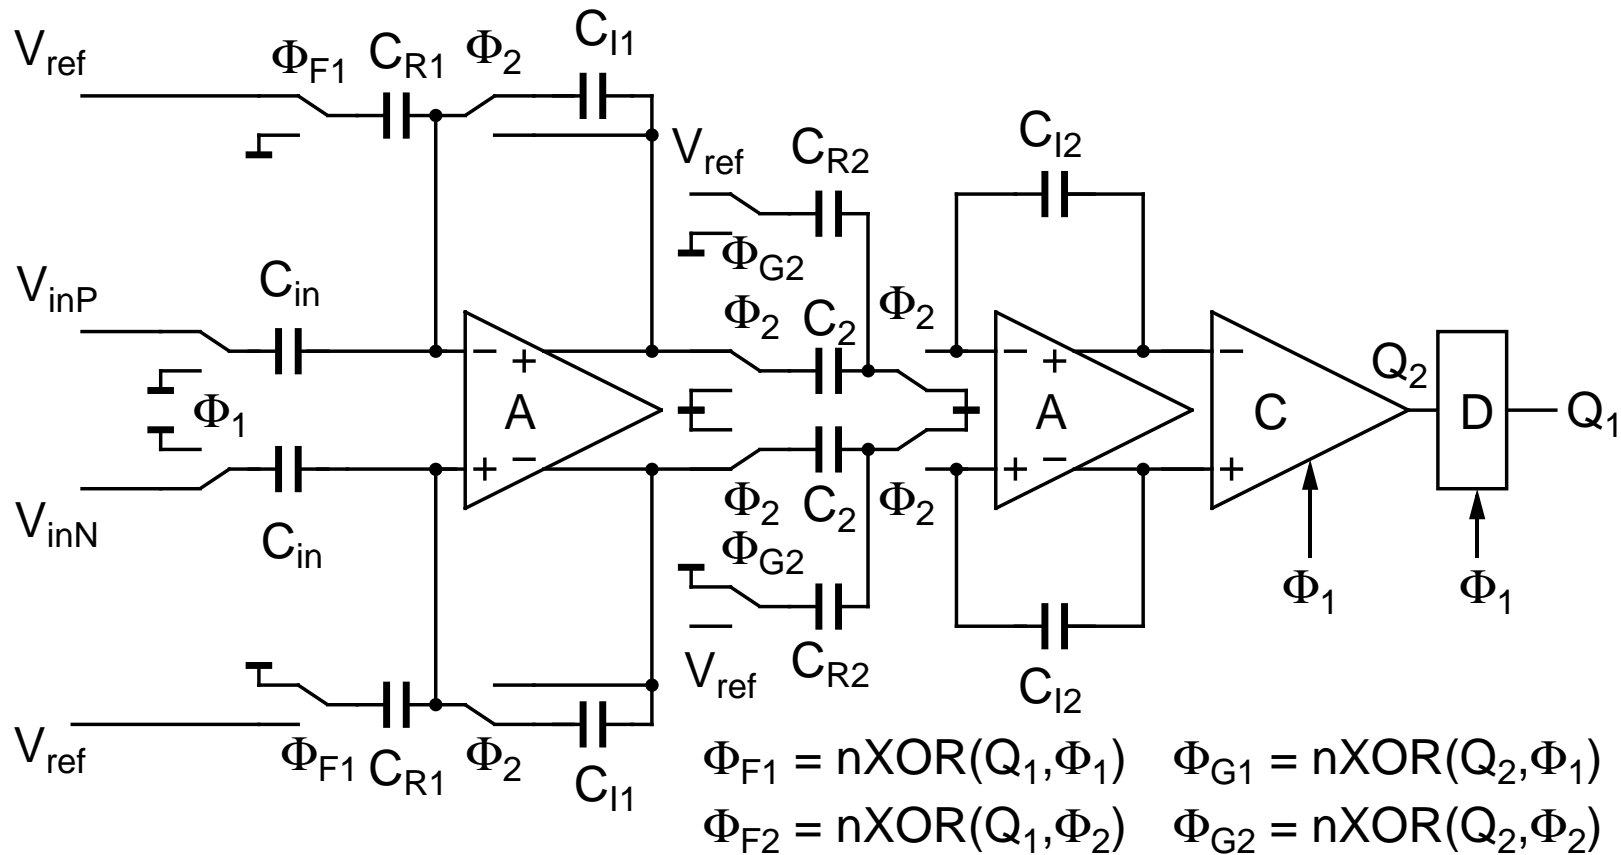 V_ref Φ_F1 C_R1 Φ_2 C_I1
V_ref C_R2 C_I2
Φ_G2
V_inP C_in Φ_2 C_2 Φ_2
− + − + −
Φ_1 A A C Q_2 D Q_1
+ − + − +
V_inN C_in Φ_2 C_2 Φ_2
Φ_G2 Φ_1 Φ_1
V_ref C_R2 C_I2
V_ref Φ_F1 C_R1 Φ_2 C_I1
Φ_F1 = nXOR(Q_1,Φ_1) Φ_G1 = nXOR(Q_2,Φ_1)
Φ_F2 = nXOR(Q_1,Φ_2) Φ_G2 = nXOR(Q_2,Φ_2)